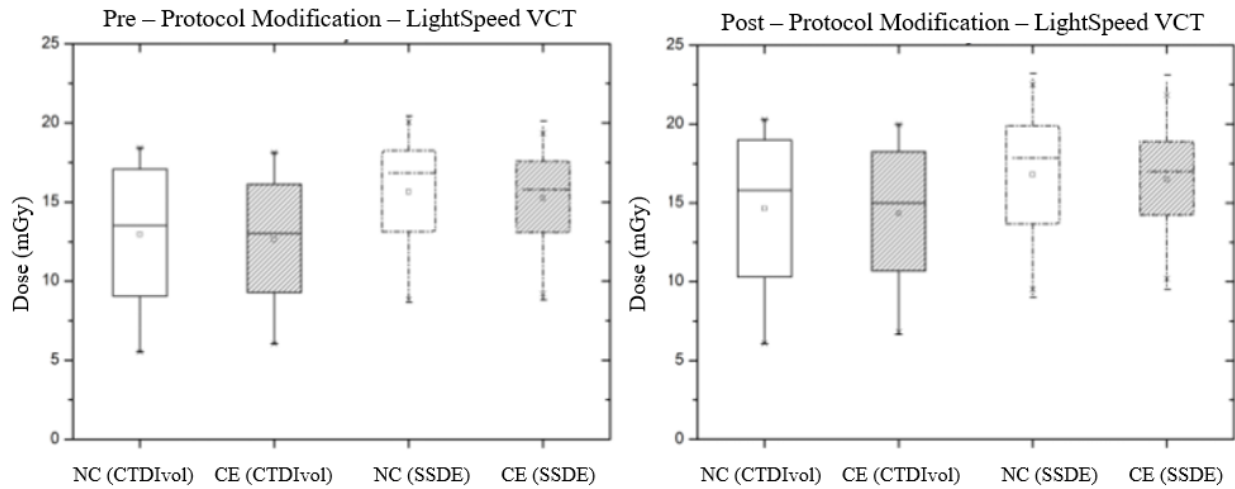 Pre – Protocol Modification – LightSpeed VCT
Dose (mGy)
25
20
15
10
5
0
NC (CTDIvol) CE (CTDIvol) NC (SSDE) CE (SSDE)
Post – Protocol Modification – LightSpeed VCT
Dose (mGy)
25
20
15
10
5
0
NC (CTDIvol) CE (CTDIvol) NC (SSDE) CE (SSDE)